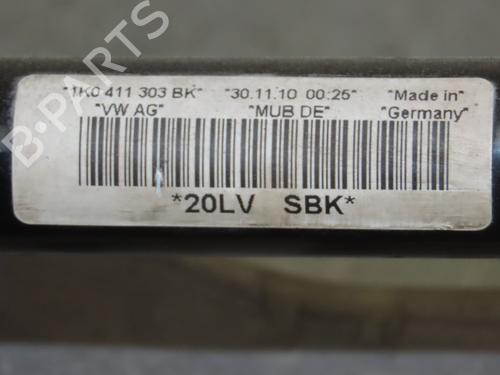 "1K0 411 303 BK" "30.11.10 00:25" "Made in"
"VW AG" "MUB DE" "Germany"
*20LV SBK*
B-PARTS